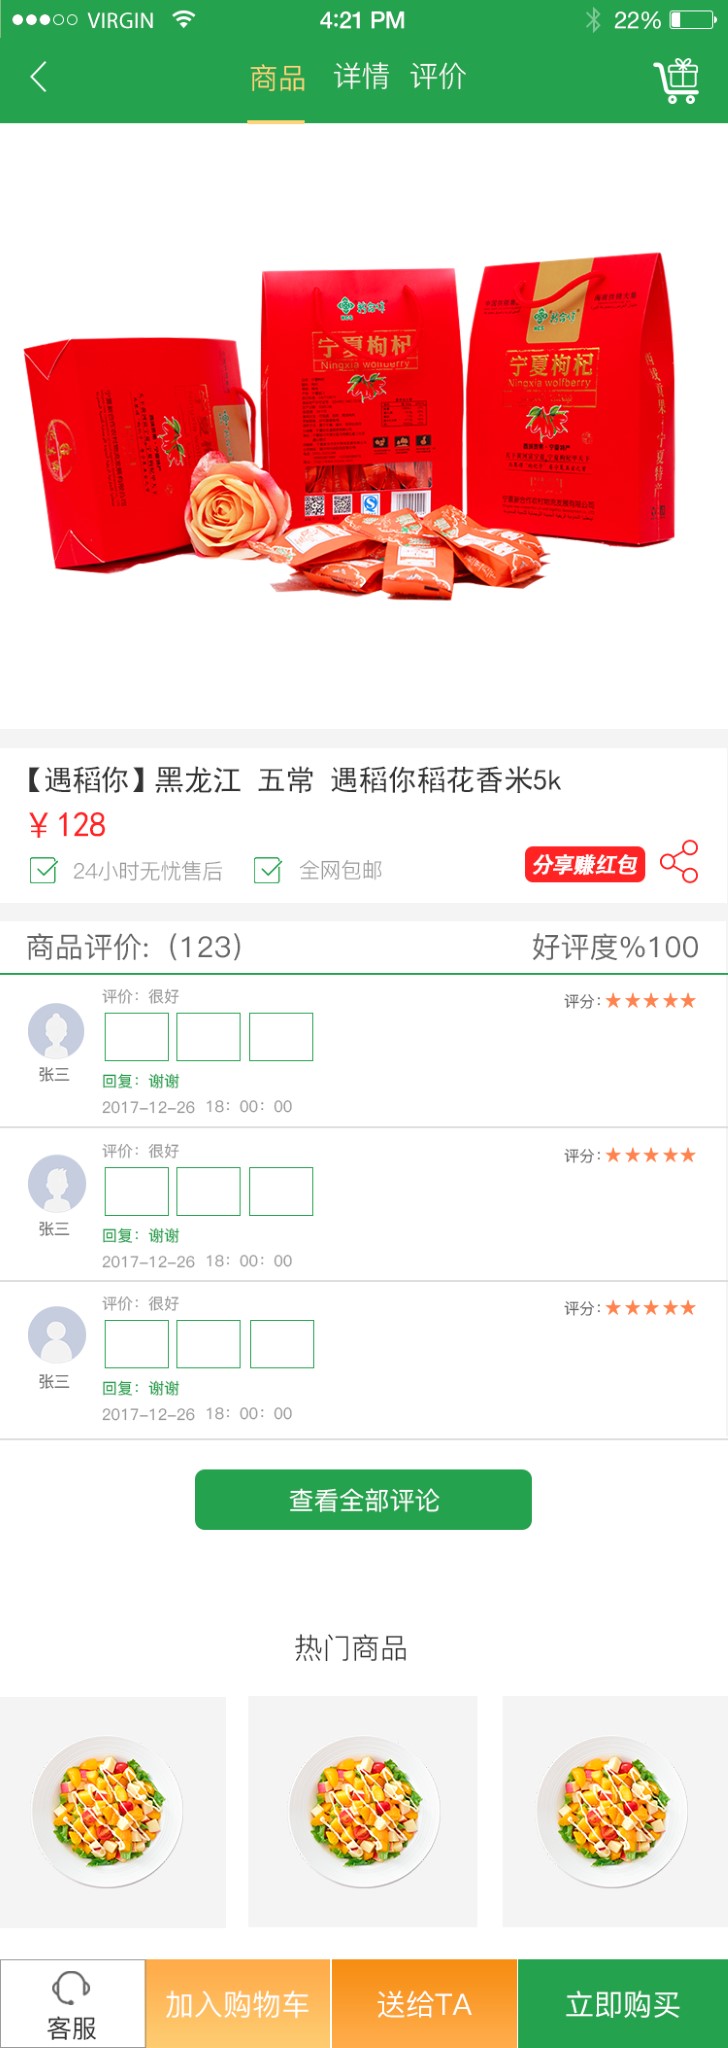 VIRGIN 4:21 PM 22%
商品 详情 评价
宁夏枸杞
Ningxia wolfberry
宁夏枸杞
Ningxia wolfberry
【遇稻你】黑龙江 五常 遇稻你稻花香米5k
￥128
24小时无忧售后 全网包邮 分享赚红包
商品评价:（123） 好评度%100
评价：很好 评分:
张三
回复：谢谢
2017-12-26 18：00：00
评价：很好 评分:
张三
回复：谢谢
2017-12-26 18：00：00
评价：很好 评分:
张三
回复：谢谢
2017-12-26 18：00：00
查看全部评论
热门商品
客服 加入购物车 送给TA 立即购买